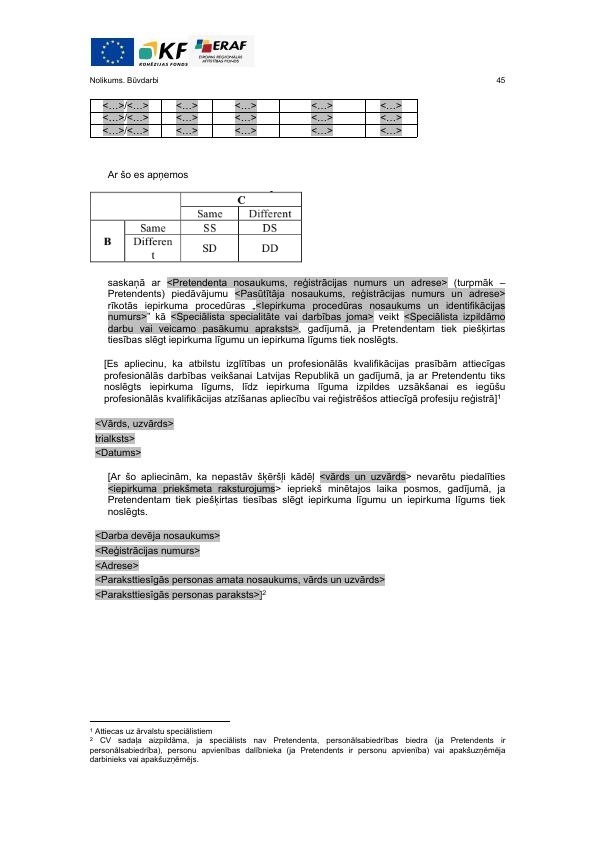 KF
KOHĒZIJAS FONDS
ERAF
EIROPAS REĢIONĀLĀS
ATTĪSTĪBAS FONDS
Nolikums. Būvdarbi 45
<…>/<…> <…> <…> <…> <…>
<…>/<…> <…> <…> <…> <…>
<…>/<…> <…> <…> <…> <…>
Ar šo es apņemos
C
Same Different
B Same SS DS
Differen
t SD DD
saskaņā ar <Pretendenta nosaukums, reģistrācijas numurs un adrese> (turpmāk –
Pretendents) piedāvājumu <Pasūtītāja nosaukums, reģistrācijas numurs un adrese>
rīkotās iepirkuma procedūras „<Iepirkuma procedūras nosaukums un identifikācijas
numurs>” kā <Speciālista specialitāte vai darbības joma> veikt <Speciālista izpildāmo
darbu vai veicamo pasākumu apraksts>, gadījumā, ja Pretendentam tiek piešķirtas
tiesības slēgt iepirkuma līgumu un iepirkuma līgums tiek noslēgts.
[Es apliecinu, ka atbilstu izglītības un profesionālās kvalifikācijas prasībām attiecīgas
profesionālās darbības veikšanai Latvijas Republikā un gadījumā, ja ar Pretendentu tiks
noslēgts iepirkuma līgums, līdz iepirkuma līguma izpildes uzsākšanai es iegūšu
profesionālās kvalifikācijas atzīšanas apliecību vai reģistrēšos attiecīgā profesiju reģistrā]¹
<Vārds, uzvārds>
trialksts>
<Datums>
[Ar šo apliecinām, ka nepastāv šķēršļi kādēļ <vārds un uzvārds> nevarētu piedalīties
<iepirkuma priekšmeta raksturojums> iepriekš minētajos laika posmos, gadījumā, ja
Pretendentam tiek piešķirtas tiesības slēgt iepirkuma līgumu un iepirkuma līgums tiek
noslēgts.
<Darba devēja nosaukums>
<Reģistrācijas numurs>
<Adrese>
<Paraksttiesīgās personas amata nosaukums, vārds un uzvārds>
<Paraksttiesīgās personas paraksts>]²
¹ Attiecas uz ārvalstu speciālistiem
² CV sadaļa aizpildāma, ja speciālists nav Pretendenta, personālsabiedrības biedra (ja Pretendents ir
personālsabiedrība), personu apvienības dalībnieka (ja Pretendents ir personu apvienība) vai apakšuzņēmēja
darbinieks vai apakšuzņēmējs.